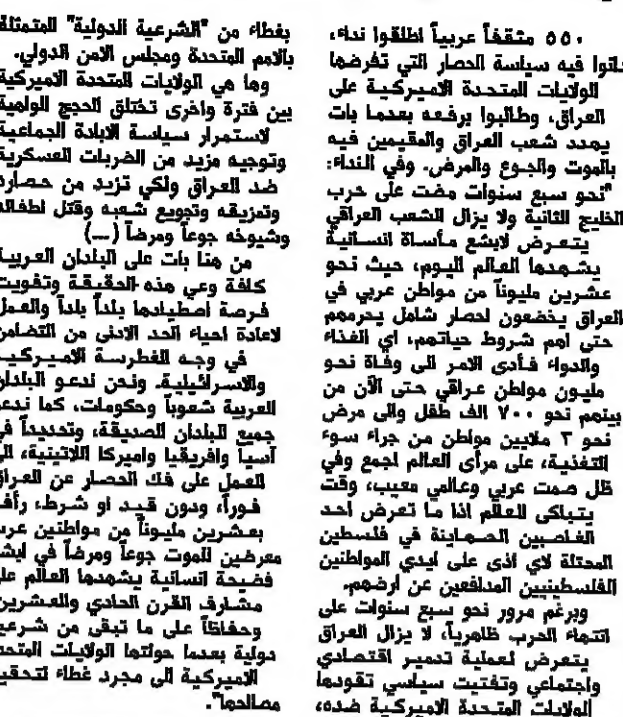 ٥٥٠ مثقفاً عربياً اطلقوا نداء،
دانوا فيه سياسة الحصار التي تفرضها
الولايات المتحدة الاميركية على
العراق، وطالبوا برفعه بعدما بات
يهدد شعب العراق والمقيمين فيه
بالموت والجوع والمرض. وفي النداء:
"نحو سبع سنوات مضت على حرب
الخليج الثانية ولا يزال الشعب العراقي
يتعرض لابشع مأساة انسانية
يشهدها العالم اليوم، حيث نحو
عشرين مليوناً من مواطن عربي في
العراق يخضعون لحصار شامل يحرمهم
حتى اهم شروط حياتهم، اي الغذاء
والدواء فأدى الامر الى وفاة نحو
مليون مواطن عراقي حتى الآن من
بينهم نحو ٧٠٠ الف طفل والى مرض
نحو ٣ ملايين مواطن من جراء سوء
التغذية، على مرأى العالم اجمع وفي
ظل صمت عربي وعالمي معيب، وقت
يتباكى العالم اذا ما تعرض احد
الغاصبين الصهاينة في فلسطين
المحتلة لاي اذى على ايدي المواطنين
الفلسطينيين المدافعين عن ارضهم.
وبرغم مرور نحو سبع سنوات على
انتهاء الحرب ظاهرياً، لا يزال العراق
يتعرض لعملية تدمير اقتصادي
واجتماعي وتفتيت سياسي تقودها
الولايات المتحدة الاميركية ضده،
بغطاء من "الشرعية الدولية" المتمثلة
بالامم المتحدة ومجلس الامن الدولي.
وها هي الولايات المتحدة الاميركية
بين فترة واخرى تختلق الحجج الواهية
لاستمرار سياسة الابادة الجماعية
وتوجيه مزيد من الضربات العسكرية
ضد العراق ولكي تزيد من حصاره
وتمزيقه وتجويع شعبه وقتل اطفاله
وشيوخه جوعاً ومرضاً (...)
من هنا بات على البلدان العربية
كافة وعي هذه الحقيقة وتفويت
فرصة اصطيادها بلداً بلداً والعمل
لاعادة احياء الحد الادنى من التضامن
في وجه الغطرسة الاميركية
والاسرائيلية. ونحن ندعو البلدان
العربية شعوباً وحكومات، كما ندعو
جميع البلدان الصديقة، وتحديداً في
آسيا وافريقيا واميركا اللاتينية، الى
العمل على فك الحصار عن العراق
فوراً، ودون قيد او شرط، رأفة
بعشرين مليوناً من مواطنين عرب
معرضين للموت جوعاً ومرضاً في ابشع
فضيحة انسانية يشهدها العالم على
مشارف القرن الحادي والعشرين
وحفاظاً على ما تبقى من شرعية
دولية بعدما حولتها الولايات المتحدة
الاميركية الى مجرد غطاء لتحقيق
مصالحها".